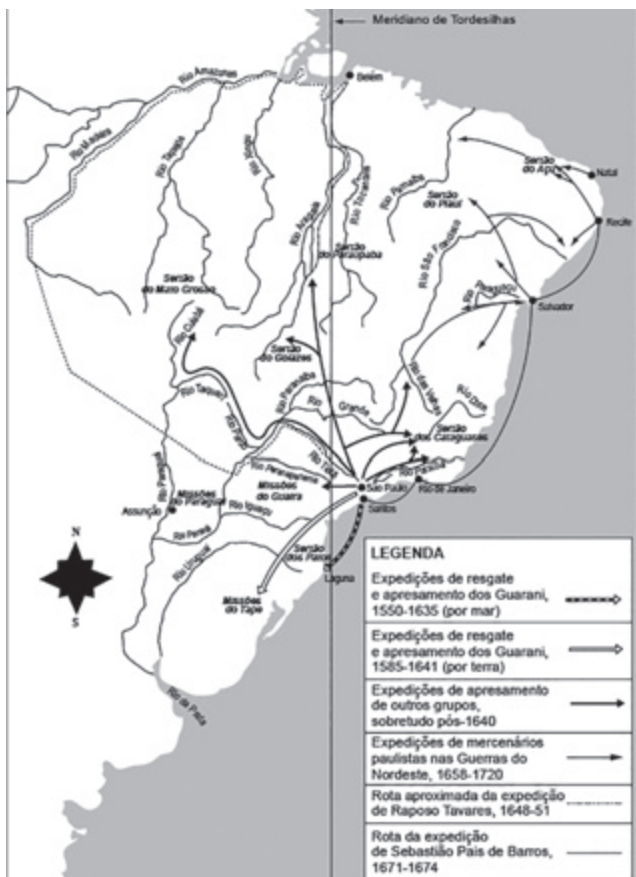 Meridiano de Tordesilhas
Rio Amazonas
Belém
Rio Madeira
Rio Tapajós
Rio Xingu
Rio Araguaia
Rio Tocantins
Rio Parnaíba
Sertão
do Piauí
Sertão
do Açu
Natal
Recife
Sertão
do Paraupaba
Rio São Francisco
Rio Paraguaçu
Salvador
Sertão
do Mato Grosso
Rio Cuiabá
Sertão
do Goiazes
Rio Taquari
Rio Paranaíba
Rio Grande
Rio das Velhas
Rio Doce
Sertão
dos Cataguases
Rio Pardo
Rio Tietê
Rio Paraíba
Rio Paranapanema
São Paulo
Rio de Janeiro
Santos
Rio Paraguai
Missões
do Paraguai
Missões
do Guairá
Assunção
Rio Iguaçu
Rio Paraná
Rio Uruguai
Sertão
dos Patos
Laguna
Missões
do Tape
Rio da Prata
N
S
LEGENDA
Expedições de resgate
e apresamento dos Guarani,
1550-1635 (por mar)
Expedições de resgate
e apresamento dos Guarani,
1585-1641 (por terra)
Expedições de apresamento
de outros grupos,
sobretudo pós-1640
Expedições de mercenários
paulistas nas Guerras do
Nordeste, 1658-1720
Rota aproximada da expedição
de Raposo Tavares, 1648-51
Rota da expedição
de Sebastião Pais de Barros,
1671-1674